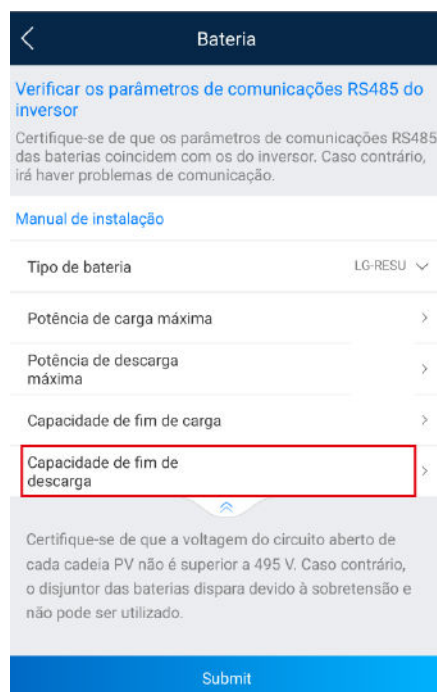 Bateria
Verificar os parâmetros de comunicações RS485 do
inversor
Certifique-se de que os parâmetros de comunicações RS485
das baterias coincidem com os do inversor. Caso contrário,
irá haver problemas de comunicação.
Manual de instalação
Tipo de bateria LG-RESU
Potência de carga máxima
Potência de descarga
máxima
Capacidade de fim de carga
Capacidade de fim de
descarga
Certifique-se de que a voltagem do circuito aberto de
cada cadeia PV não é superior a 495 V. Caso contrário,
o disjuntor das baterias dispara devido à sobretensão e
não pode ser utilizado.
Submit